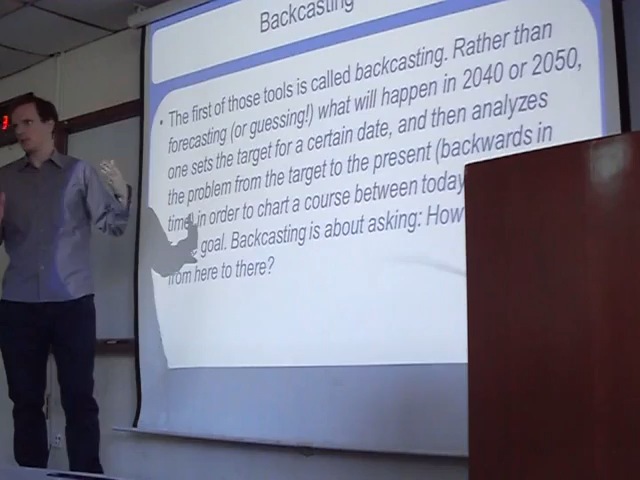 Backcasting
• The first of those tools is called backcasting. Rather than
forecasting (or guessing!) what will happen in 2040 or 2050,
one sets the target for a certain date, and then analyzes
the problem from the target to the present (backwards in
time) in order to chart a course between today
goal. Backcasting is about asking: How
from here to there?
3